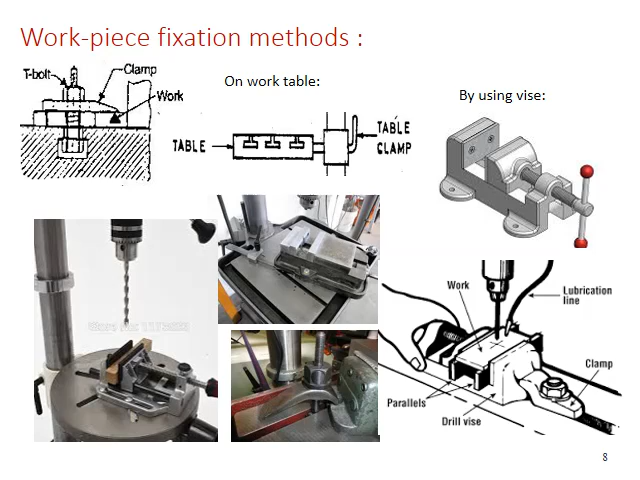 Work-piece fixation methods :
T-bolt
Clamp
Work
On work table:
TABLE
TABLE
CLAMP
By using vise:
Work
Lubrication
line
Clamp
Parallels
Drill vise
8